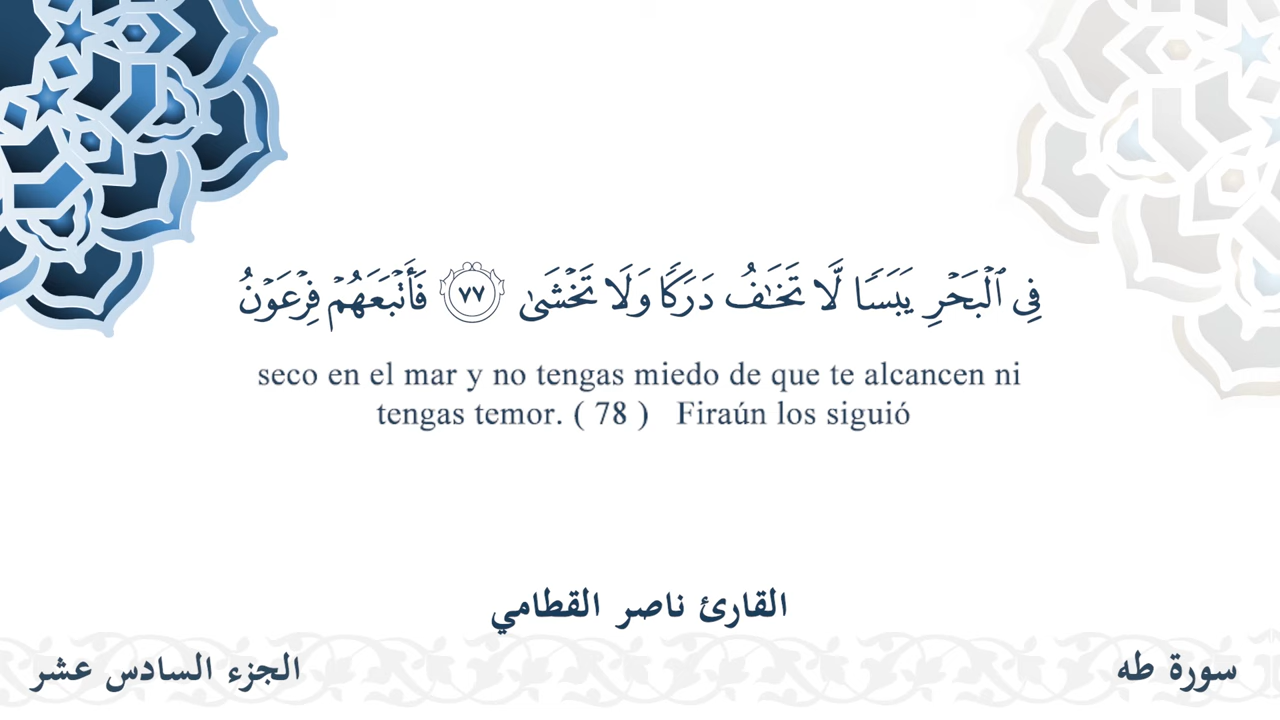 فِي ٱلْبَحْرِ يَبَسًا لَّا تَخَٰفُ دَرَكًا وَلَا تَخْشَىٰ ٧٧ فَأَتْبَعَهُمْ فِرْعَوْنُ
seco en el mar y no tengas miedo de que te alcancen ni
tengas temor. ( 78 ) Firaún los siguió
القارئ ناصر القطامي
سورة طه
الجزء السادس عشر